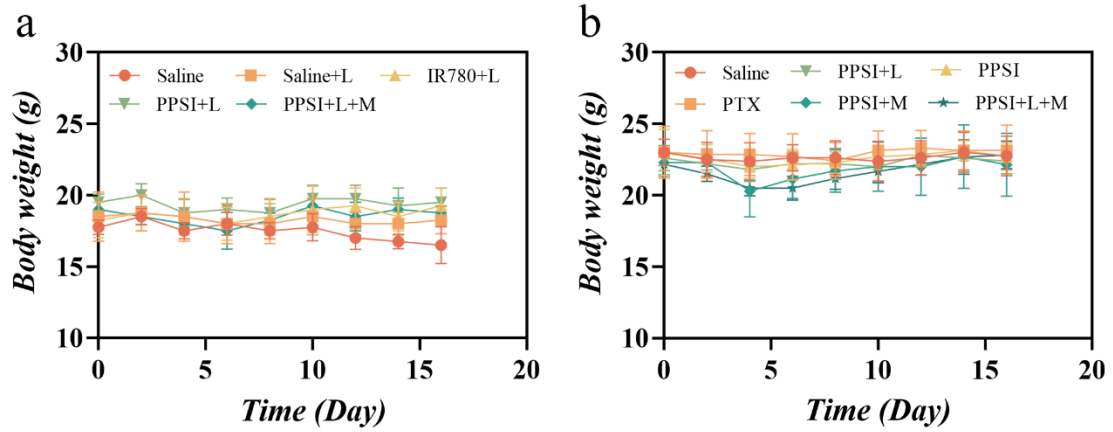 a
30
25
20
15
10
Body weight (g)
Saline
Saline+L
IR780+L
PPSI+L
PPSI+L+M
0
5
10
15
20
Time (Day)
b
30
25
20
15
10
Body weight (g)
Saline
PPSI+L
PPSI
PTX
PPSI+M
PPSI+L+M
0
5
10
15
20
Time (Day)